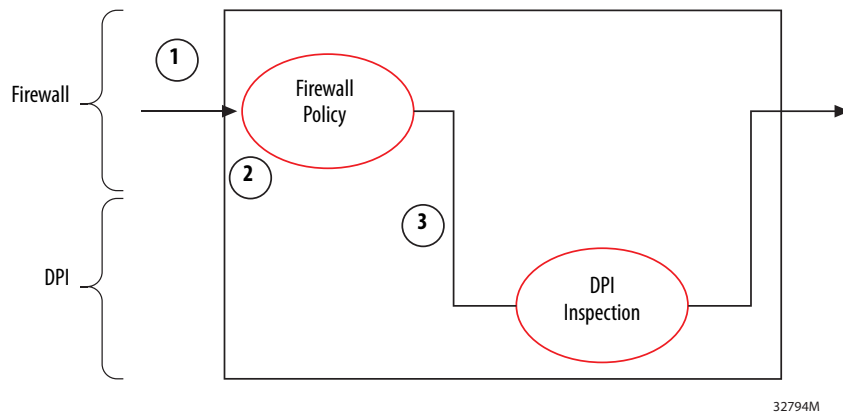 1
Firewall
Firewall
Policy
2
3
DPI
DPI
Inspection
32794M